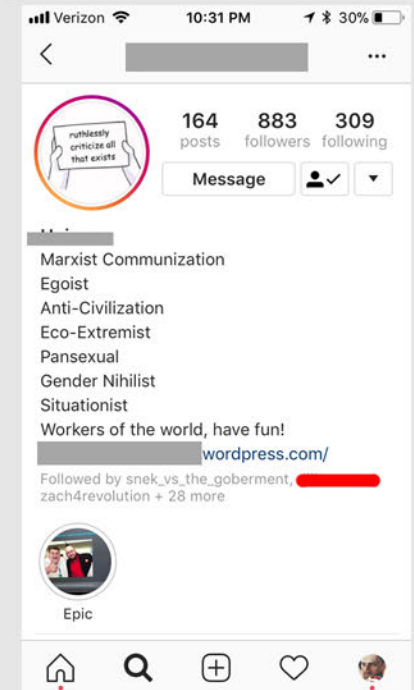 Verizon 10:31 PM 30%
ruthlessly
criticize all
that exists
164 883 309
posts followers following
Message
Marxist Communization
Egoist
Anti-Civilization
Eco-Extremist
Pansexual
Gender Nihilist
Situationist
Workers of the world, have fun!
wordpress.com/
Followed by snek_vs_the_goberment,
zach4revolution + 28 more
Epic